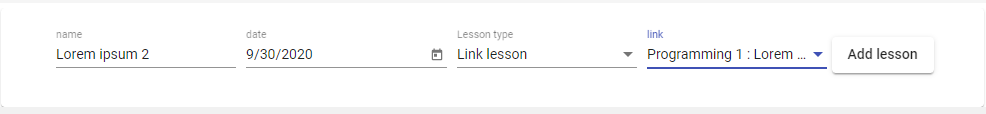 name date Lesson type link
Lorem ipsum 2 9/30/2020 Link lesson Programming 1 : Lorem ... Add lesson